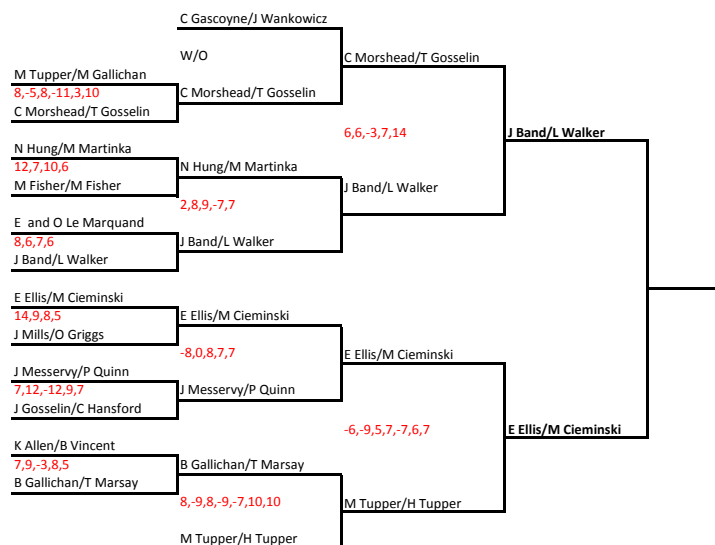 C Gascoyne/J Wankowicz
W/O
C Morshead/T Gosselin
M Tupper/M Gallichan
8,-5,8,-11,3,10
C Morshead/T Gosselin
C Morshead/T Gosselin
6,6,-3,7,14
J Band/L Walker
N Hung/M Martinka
12,7,10,6
N Hung/M Martinka
M Fisher/M Fisher
2,8,9,-7,7
J Band/L Walker
E  and O Le Marquand
8,6,7,6
J Band/L Walker
J Band/L Walker
E Ellis/M Cieminski
14,9,8,5
E Ellis/M Cieminski
J Mills/O Griggs
-8,0,8,7,7
E Ellis/M Cieminski
J Messervy/P Quinn
7,12,-12,9,7
J Messervy/P Quinn
J Gosselin/C Hansford
-6,-9,5,7,-7,6,7
E Ellis/M Cieminski
K Allen/B Vincent
7,9,-3,8,5
B Gallichan/T Marsay
B Gallichan/T Marsay
8,-9,8,-9,-7,10,10
M Tupper/H Tupper
M Tupper/H Tupper